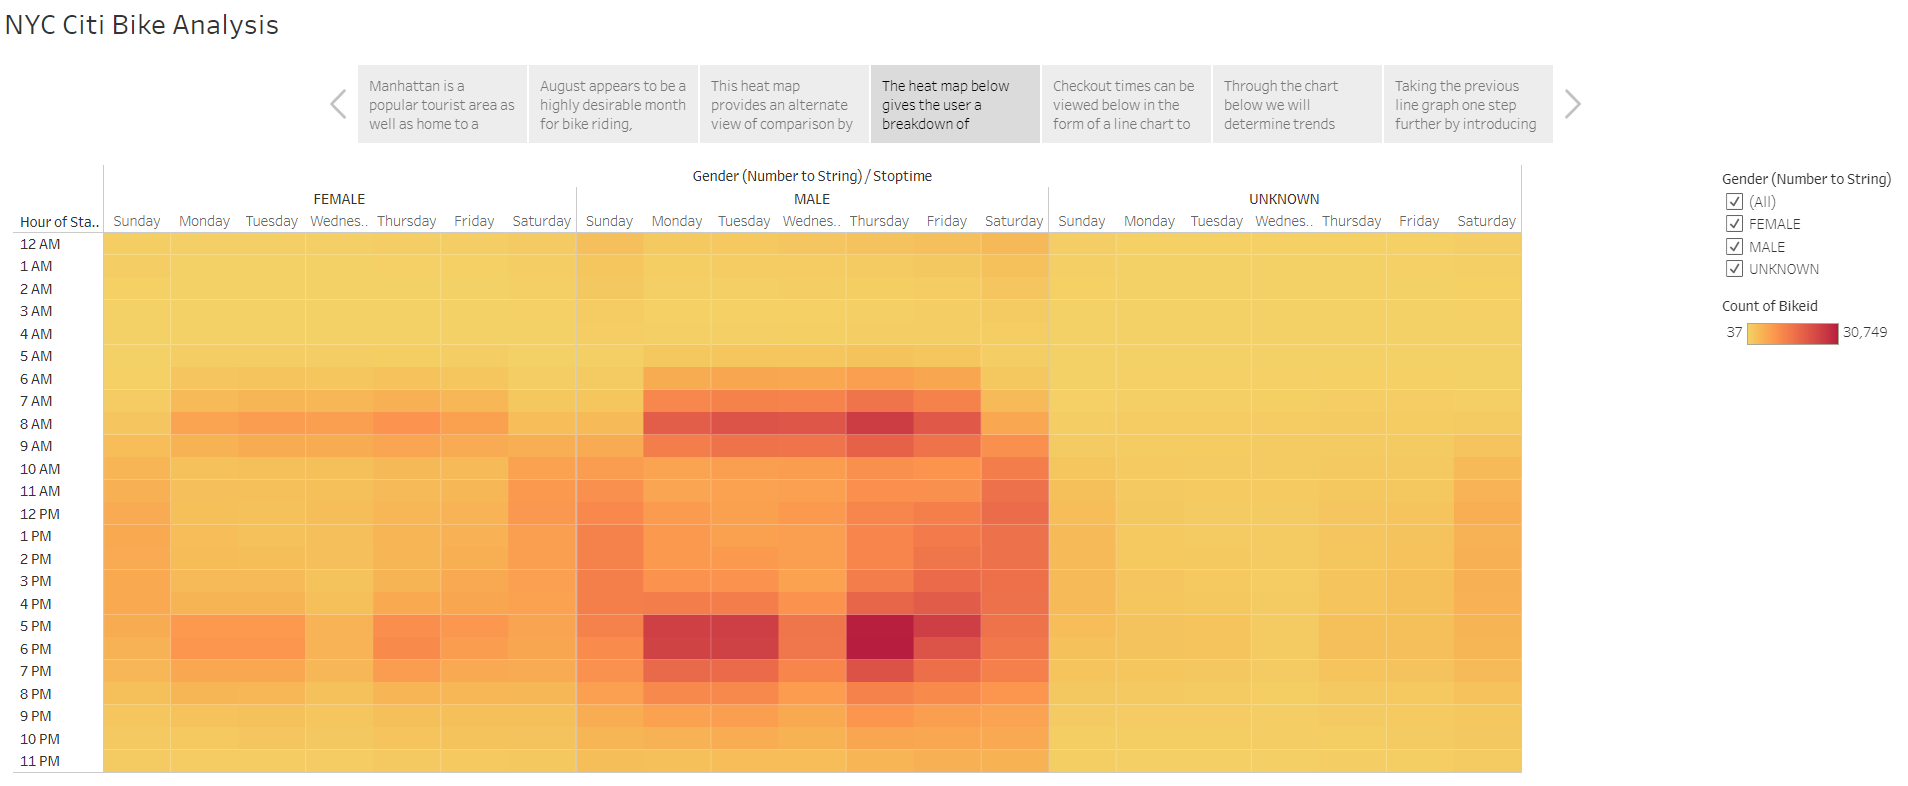 NYC Citi Bike Analysis
Manhattan is a
popular tourist area as
well as home to a
August appears to be a
highly desirable month
for bike riding,
This heat map
provides an alternate
view of comparison by
The heat map below
gives the user a
breakdown of
Checkout times can be
viewed below in the
form of a line chart to
Through the chart
below we will
determine trends
Taking the previous
line graph one step
further by introducing
Gender (Number to String) / Stoptime
FEMALE MALE UNKNOWN
Hour of Sta.. Sunday Monday Tuesday Wednes.. Thursday Friday Saturday Sunday Monday Tuesday Wednes.. Thursday Friday Saturday Sunday Monday Tuesday Wednes.. Thursday Friday Saturday
12 AM
1 AM
2 AM
3 AM
4 AM
5 AM
6 AM
7 AM
8 AM
9 AM
10 AM
11 AM
12 PM
1 PM
2 PM
3 PM
4 PM
5 PM
6 PM
7 PM
8 PM
9 PM
10 PM
11 PM
Gender (Number to String)
(All)
FEMALE
MALE
UNKNOWN
Count of Bikeid
37 30,749